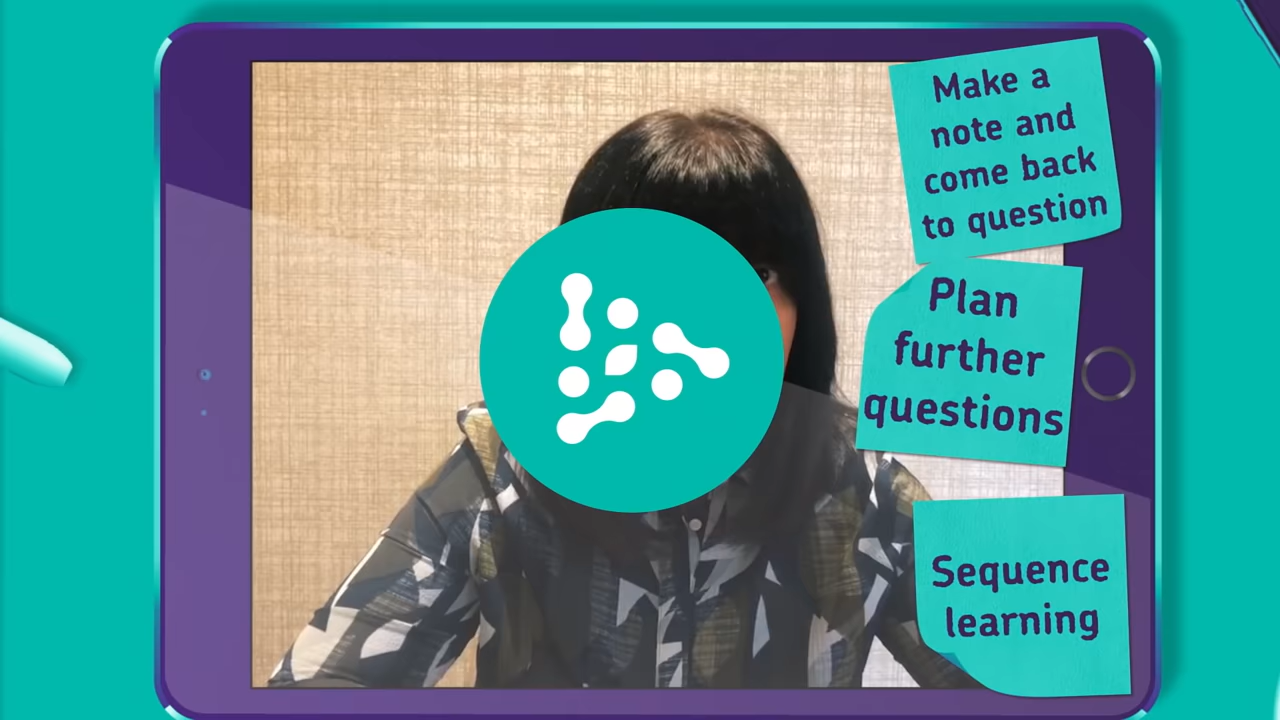 Make a
note and
come back
to question
Plan
further
questions
Sequence
learning